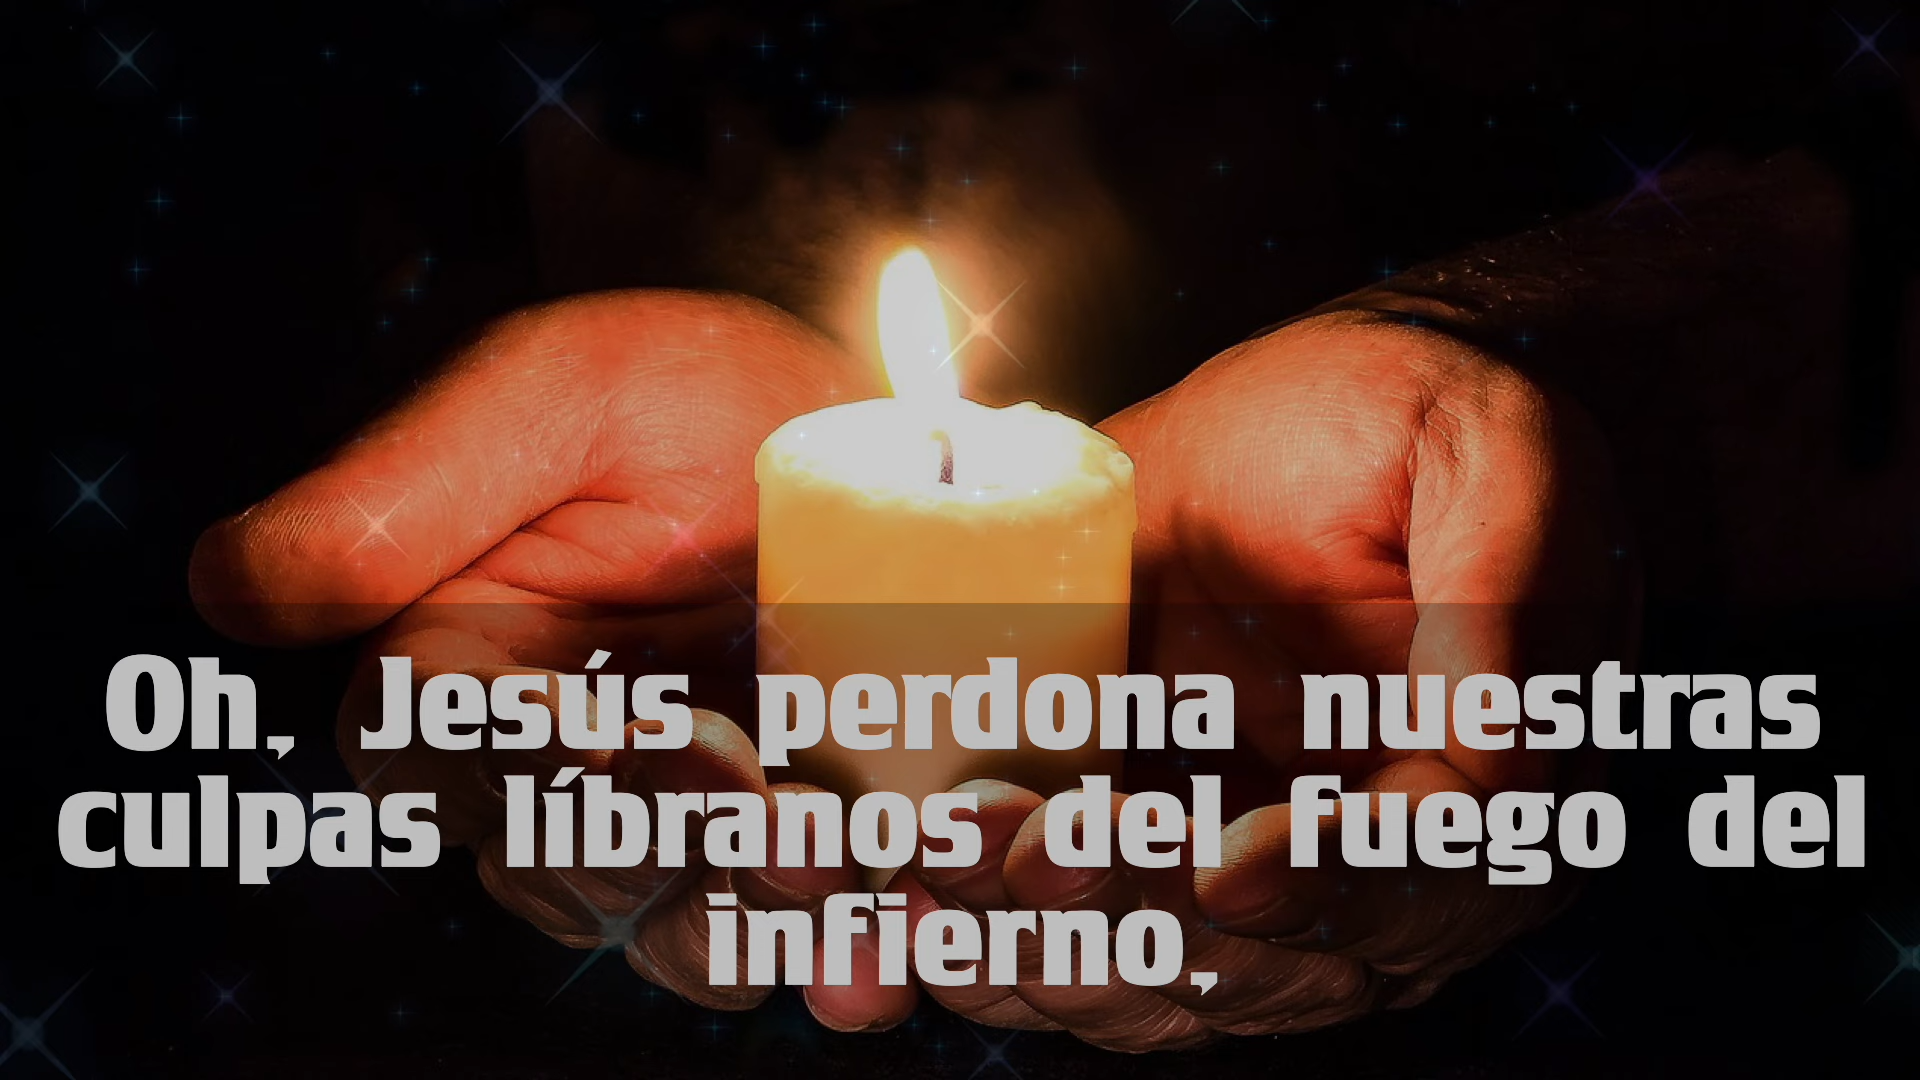 Oh, Jesús perdona nuestras
culpas líbranos del fuego del
infierno,